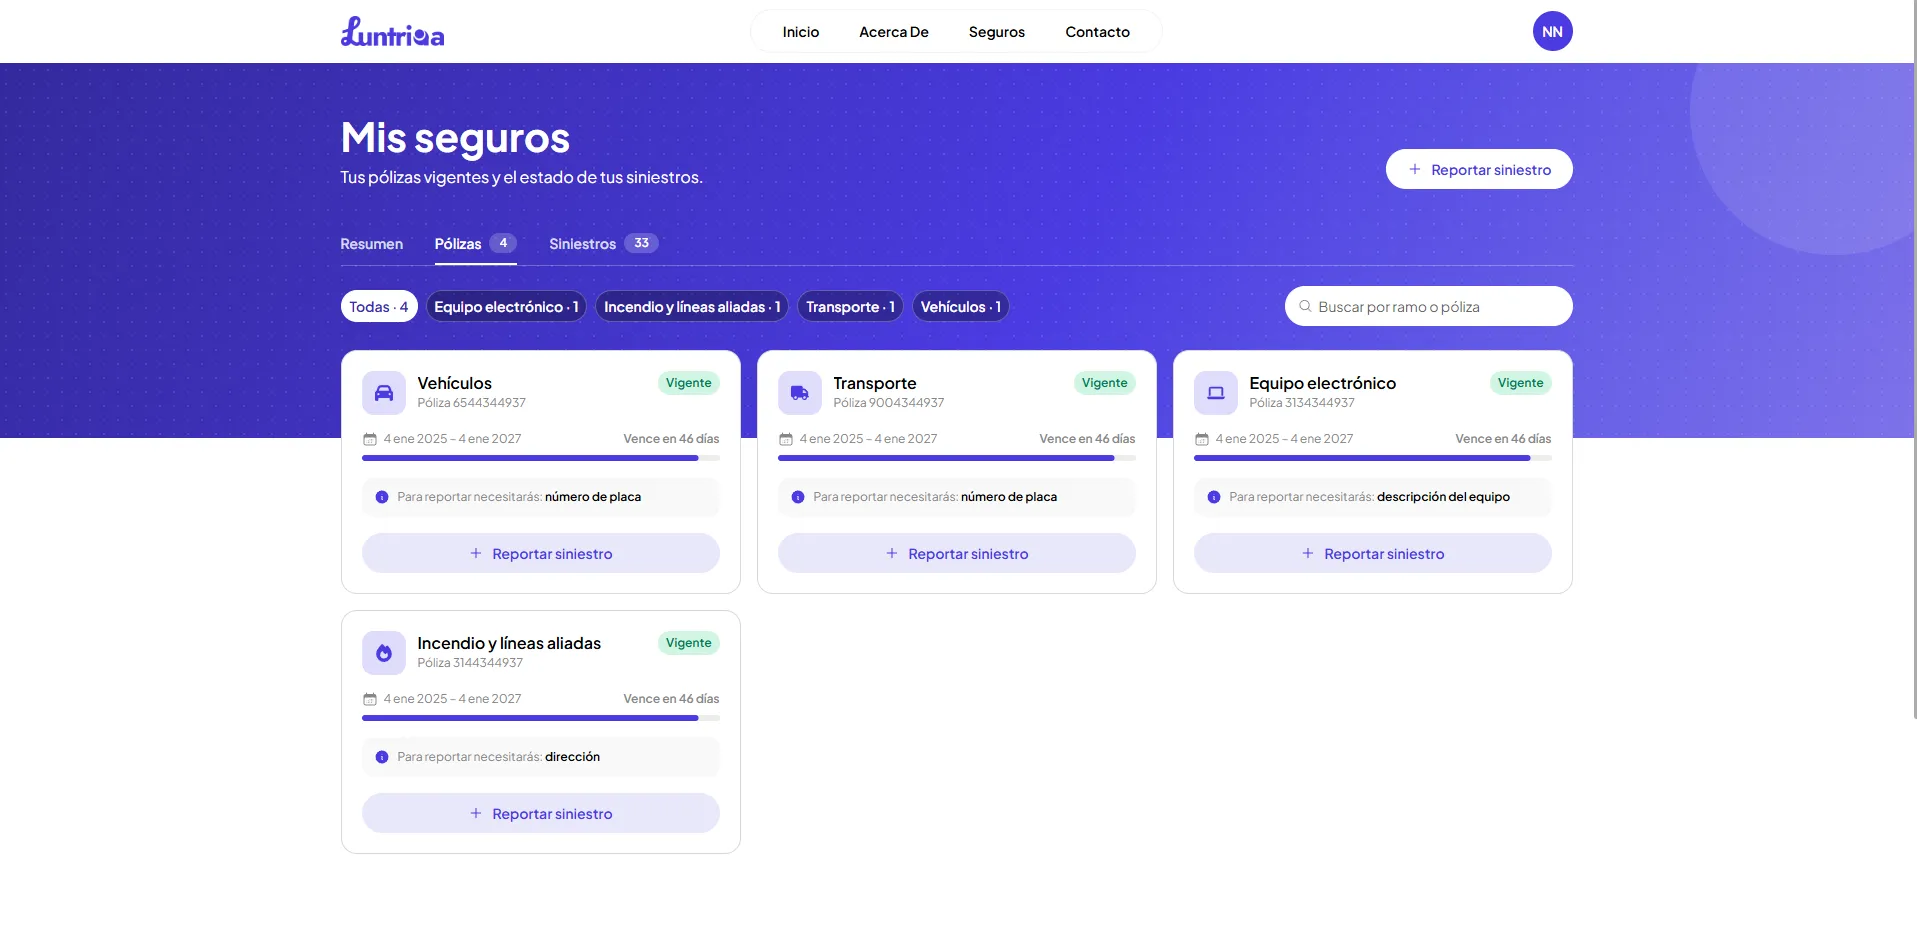 Luntria
Inicio Acerca De Seguros Contacto
NN
Mis seguros
Tus pólizas vigentes y el estado de tus siniestros.
Reportar siniestro
Resumen Pólizas 4 Siniestros 33
Todas · 4 Equipo electrónico · 1 Incendio y líneas aliadas · 1 Transporte · 1 Vehículos · 1
Buscar por ramo o póliza
Vehículos Vigente
Póliza 6544344937
4 ene 2025 – 4 ene 2027 Vence en 46 días
Para reportar necesitarás: número de placa
Reportar siniestro
Transporte Vigente
Póliza 9004344937
4 ene 2025 – 4 ene 2027 Vence en 46 días
Para reportar necesitarás: número de placa
Reportar siniestro
Equipo electrónico Vigente
Póliza 3134344937
4 ene 2025 – 4 ene 2027 Vence en 46 días
Para reportar necesitarás: descripción del equipo
Reportar siniestro
Incendio y líneas aliadas Vigente
Póliza 3144344937
4 ene 2025 – 4 ene 2027 Vence en 46 días
Para reportar necesitarás: dirección
Reportar siniestro